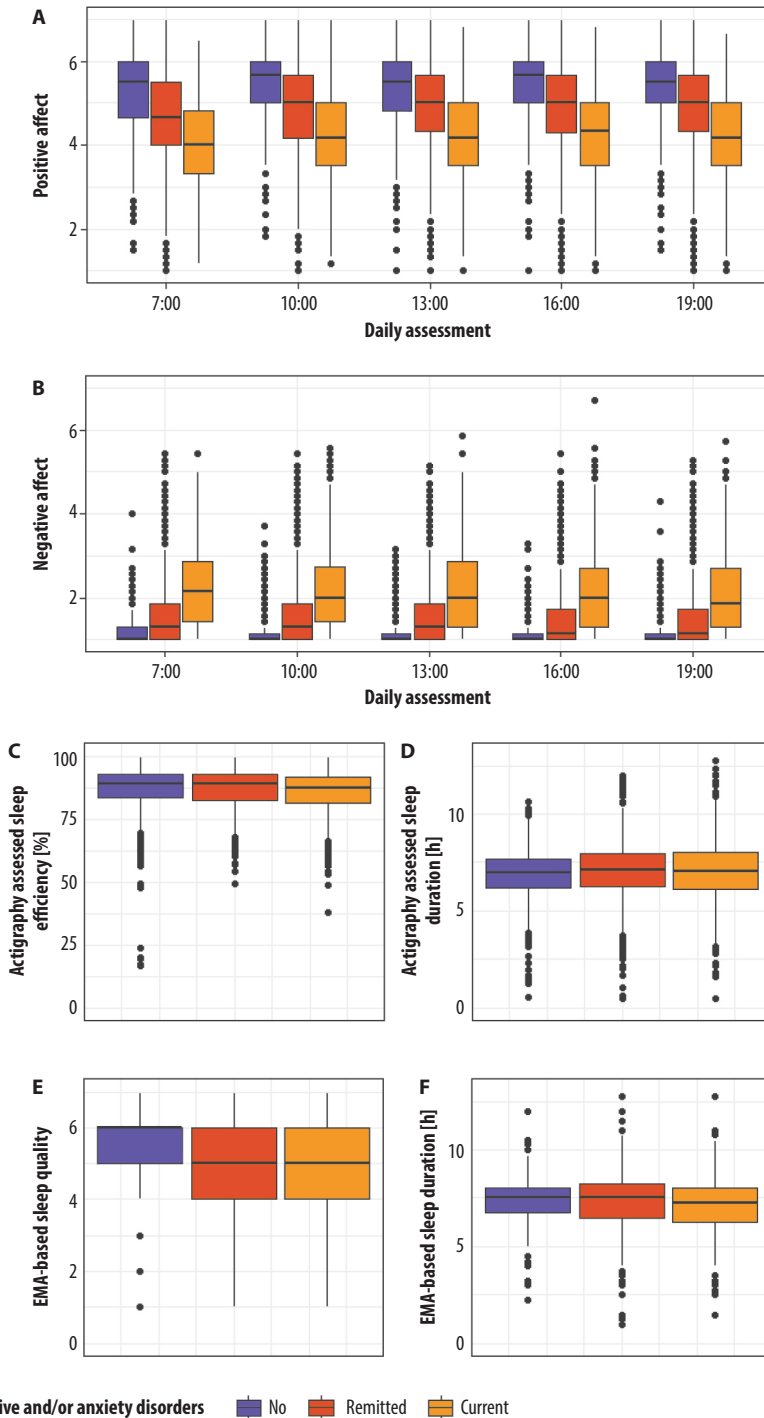 A
Positive affect
6
4
2
7:00 10:00 13:00 16:00 19:00
Daily assessment
B
Negative affect
6
4
2
7:00 10:00 13:00 16:00 19:00
Daily assessment
C
Actigraphy assessed sleep
efficiency [%]
100
75
50
25
0
D
Actigraphy assessed sleep
duration [h]
10
5
0
E
EMA-based sleep quality
6
4
2
0
F
EMA-based sleep duration [h]
10
5
0
ive and/or anxiety disorders No Remitted Current